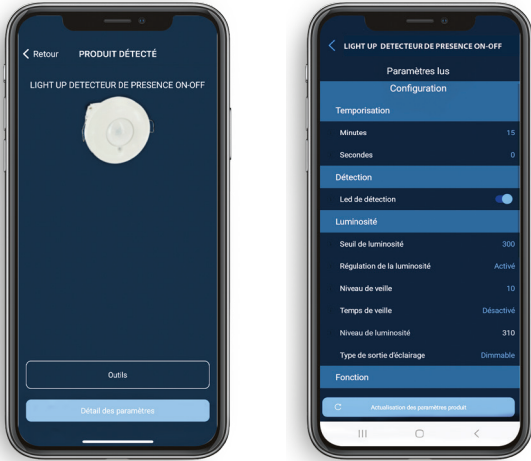 Retour
PRODUIT DÉTECTÉ
LIGHT UP DETECTEUR DE PRESENCE ON-OFF
Outils
Détail des paramètres
LIGHT UP DETECTEUR DE PRESENCE ON-OFF
Paramètres lus
Configuration
Temporisation
Minutes 15
Secondes 0
Détection
Led de détection
Luminosité
Seuil de luminosité 300
Régulation de la luminosité Activé
Niveau de veille 10
Temps de veille Désactivé
Niveau de luminosité 310
Type de sortie d'éclairage Dimmable
Fonction
Actualisation des paramètres produit